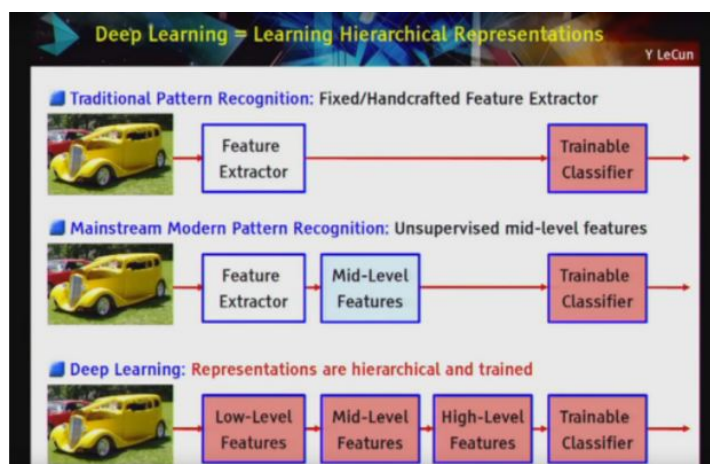 Deep Learning = Learning Hierarchical Representations
Y LeCun
Traditional Pattern Recognition: Fixed/Handcrafted Feature Extractor
Feature
Extractor
Trainable
Classifier
Mainstream Modern Pattern Recognition: Unsupervised mid-level features
Feature
Extractor
Mid-Level
Features
Trainable
Classifier
Deep Learning: Representations are hierarchical and trained
Low-Level
Features
Mid-Level
Features
High-Level
Features
Trainable
Classifier